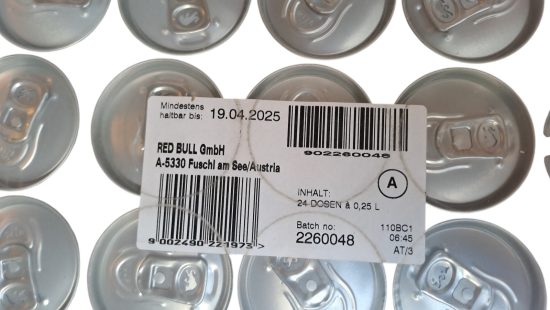 Mindestens
haltbar bis: 19.04.2025
902260048
RED BULL GmbH
A-5330 Fuschl am See/Austria
A
INHALT:
24 DOSEN à 0,25 L
Batch no:
2260048
110BC1
06:45
AT/3
9 002490 221973>